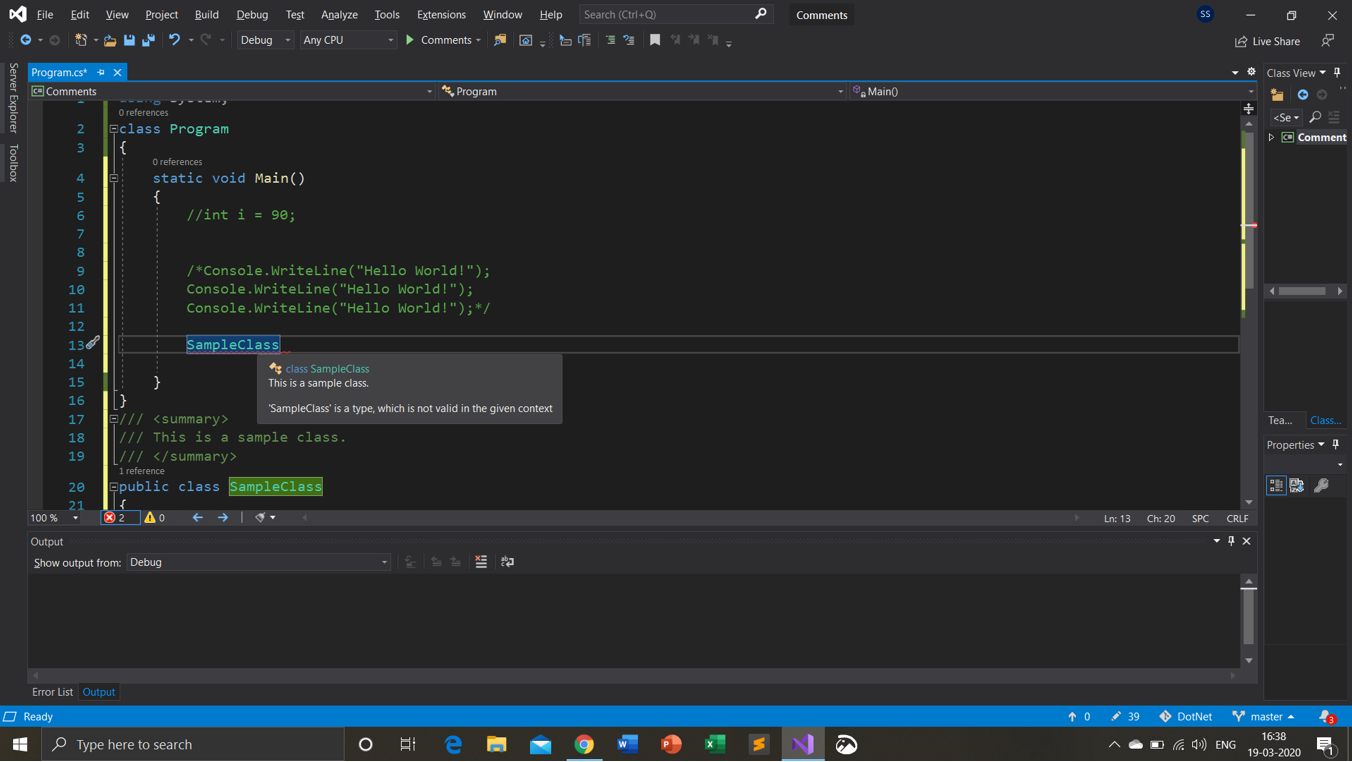 File Edit View Project Build Debug Test Analyze Tools Extensions Window Help Search (Ctrl+Q) Comments SS
Debug Any CPU Comments Live Share
Server Explorer
Toolbox
Program.cs*
Comments Program Main()
1 using System;
0 references
2 class Program
3 {
0 references
4 static void Main()
5 {
6 //int i = 90;
7
8
9 /*Console.WriteLine("Hello World!");
10 Console.WriteLine("Hello World!");
11 Console.WriteLine("Hello World!");*/
12
13 SampleClass
class SampleClass
This is a sample class.
'SampleClass' is a type, which is not valid in the given context
14
15 }
16 }
17 /// <summary>
18 /// This is a sample class.
19 /// </summary>
1 reference
20 public class SampleClass
21 {
100 % 2 0 Ln: 13 Ch: 20 SPC CRLF
Class View
<Se
Comment
Tea... Class...
Properties
Output
Show output from: Debug
Error List Output
Ready 0 39 DotNet master 3
Type here to search ENG 16:38
19-03-2020 1